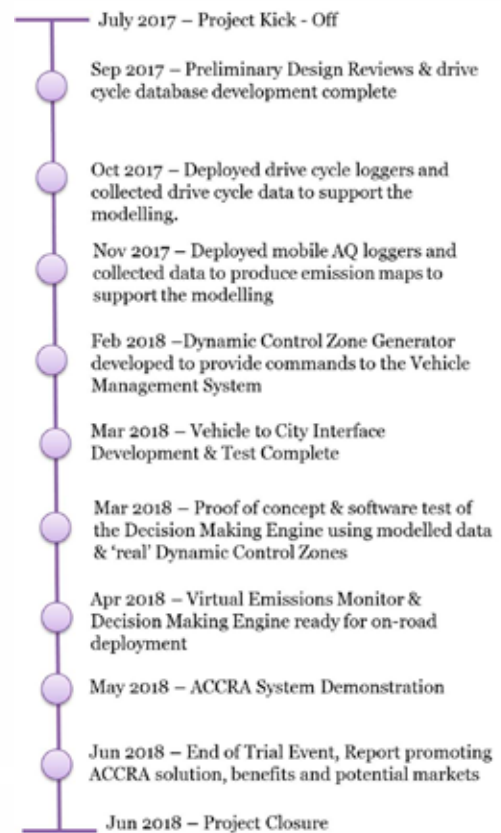 July 2017 – Project Kick - Off
Sep 2017 – Preliminary Design Reviews & drive
cycle database development complete
Oct 2017 – Deployed drive cycle loggers and
collected drive cycle data to support the
modelling.
Nov 2017 – Deployed mobile AQ loggers and
collected data to produce emission maps to
support the modelling
Feb 2018 –Dynamic Control Zone Generator
developed to provide commands to the Vehicle
Management System
Mar 2018 – Vehicle to City Interface
Development & Test Complete
Mar 2018 – Proof of concept & software test of
the Decision Making Engine using modelled data
& ‘real’ Dynamic Control Zones
Apr 2018 – Virtual Emissions Monitor &
Decision Making Engine ready for on-road
deployment
May 2018 – ACCRA System Demonstration
Jun 2018 – End of Trial Event, Report promoting
ACCRA solution, benefits and potential markets
Jun 2018 – Project Closure